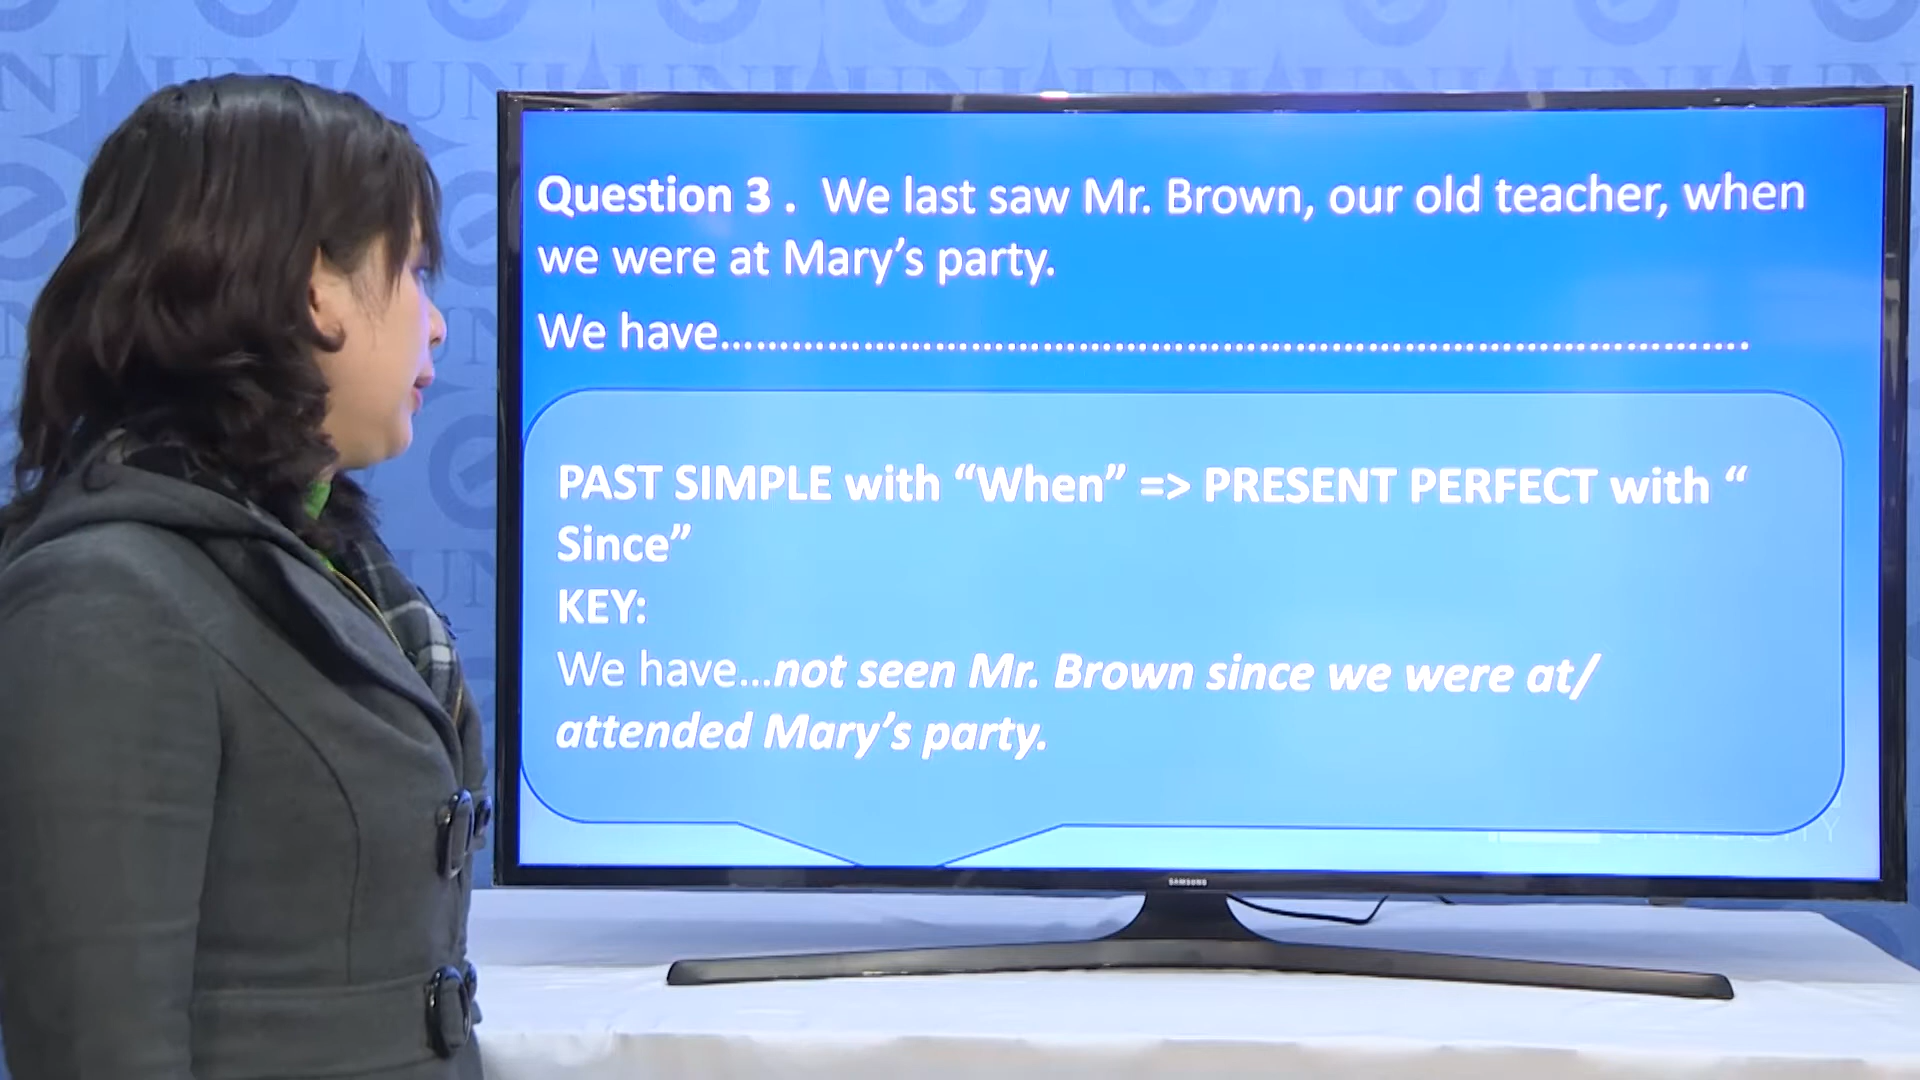 Question 3 .  We last saw Mr. Brown, our old teacher, when
we were at Mary’s party.
We have......................................................................................
PAST SIMPLE with “When” => PRESENT PERFECT with “
Since”
KEY:
We have...not seen Mr. Brown since we were at/
attended Mary’s party.
SAMSUNG